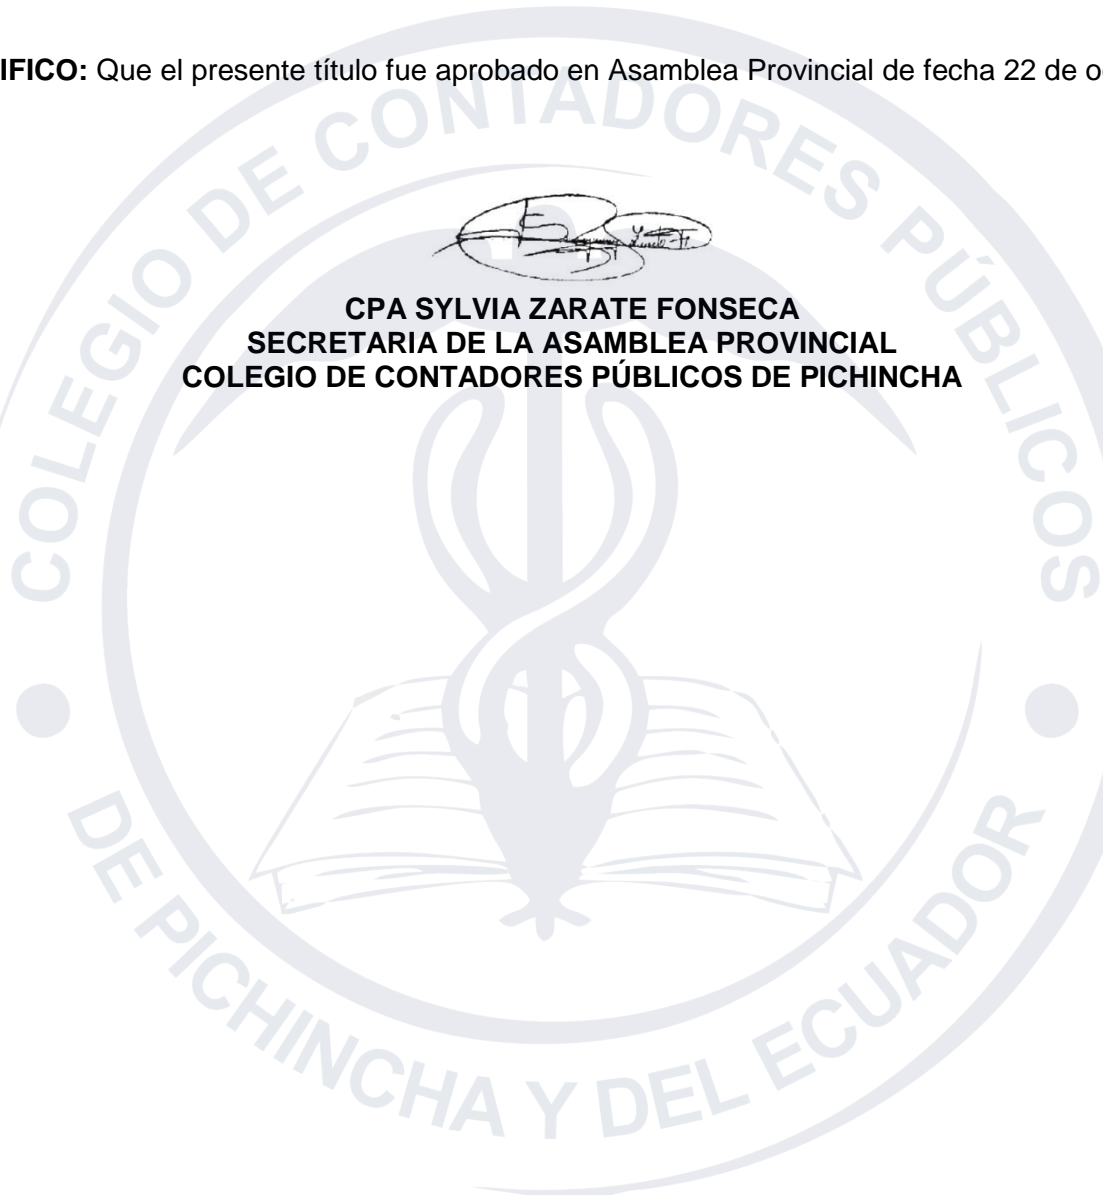 IFICO: Que el presente título fue aprobado en Asamblea Provincial de fecha 22 de o
CPA SYLVIA ZARATE FONSECA
SECRETARIA DE LA ASAMBLEA PROVINCIAL
COLEGIO DE CONTADORES PÚBLICOS DE PICHINCHA
COLEGIO DE CONTADORES PÚBLICOS
DE PICHINCHA Y DEL ECUADOR